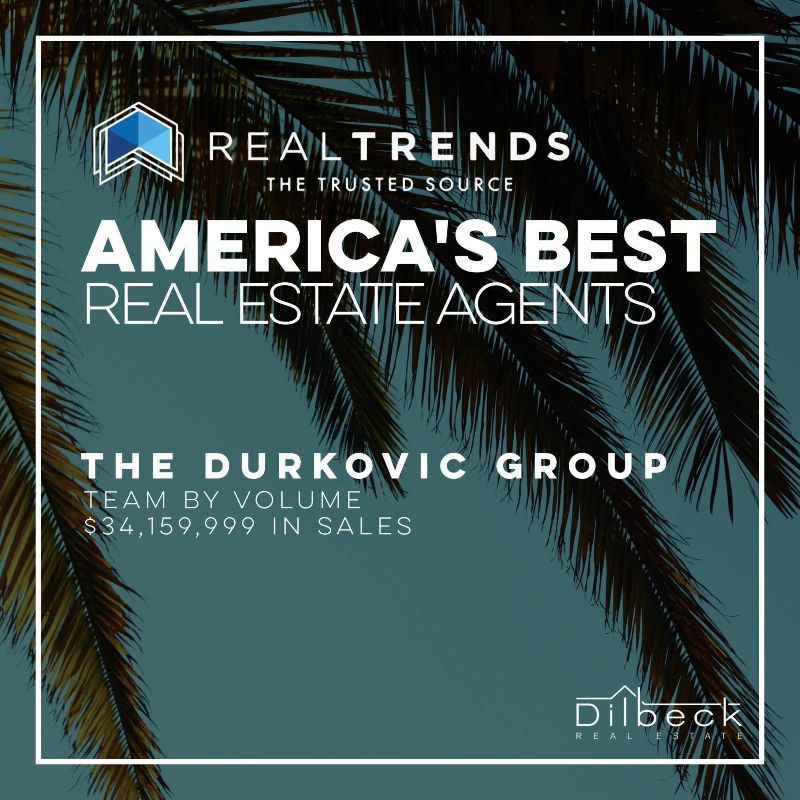 REALTRENDS
THE TRUSTED SOURCE
AMERICA'S BEST
REAL ESTATE AGENTS
THE DURKOVIC GROUP
TEAM BY VOLUME
$34,159,999 IN SALES
Dilbeck
REAL ESTATE